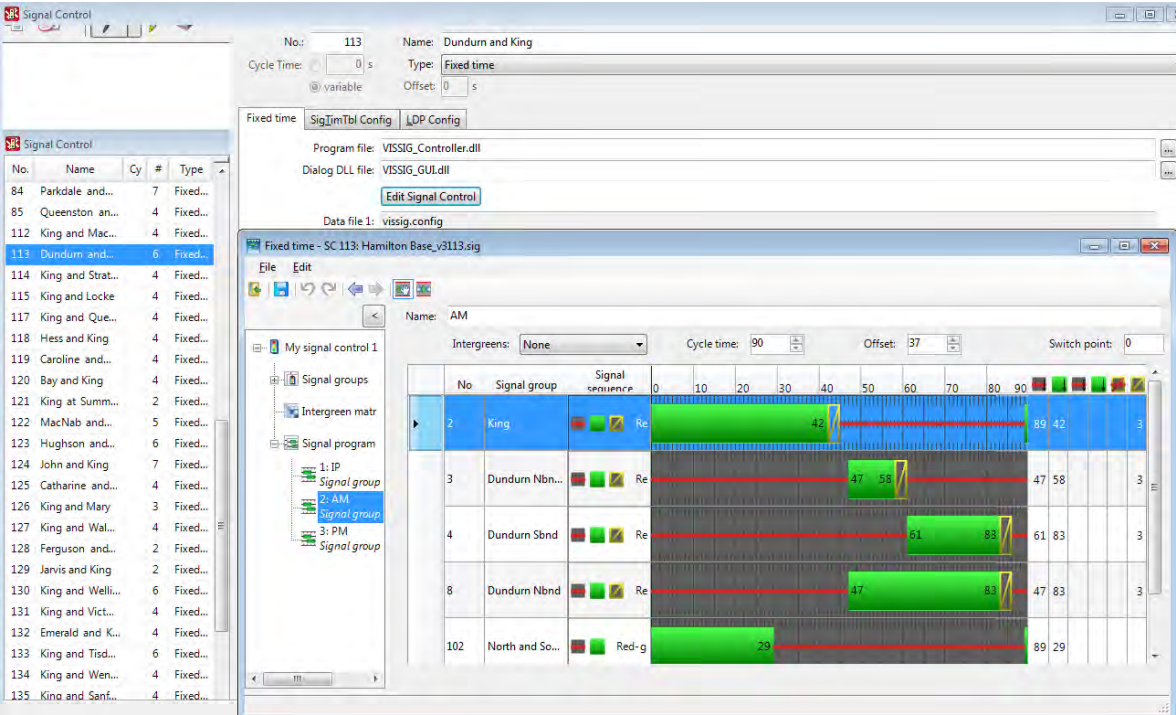 Signal Control
No.: 113 Name: Dundurn and King
Cycle Time: 0 s Type: Fixed time
variable Offset: 0 s
Fixed time SigTimTbl Config LDP Config
Program file: VISSIG_Controller.dll ...
Dialog DLL file: VISSIG_GUI.dll ...
Edit Signal Control
Data file 1: vissig.config
Signal Control
No. Name Cy # Type
84 Parkdale and... 7 Fixed...
85 Queenston an... 4 Fixed...
112 King and Mac... 4 Fixed...
113 Dundurn and... 6 Fixed...
114 King and Strat... 4 Fixed...
115 King and Locke 4 Fixed...
117 King and Que... 4 Fixed...
118 Hess and King 4 Fixed...
119 Caroline and... 4 Fixed...
120 Bay and King 4 Fixed...
121 King at Summ... 2 Fixed...
122 MacNab and... 5 Fixed...
123 Hughson and... 6 Fixed...
124 John and King 7 Fixed...
125 Catharine and... 4 Fixed...
126 King and Mary 3 Fixed...
127 King and Wal... 4 Fixed...
128 Ferguson and... 2 Fixed...
129 Jarvis and King 2 Fixed...
130 King and Welli... 6 Fixed...
131 King and Vict... 4 Fixed...
132 Emerald and K... 4 Fixed...
133 King and Tisd... 6 Fixed...
134 King and Wen... 4 Fixed...
135 King and Sanf... 4 Fixed...
Fixed time - SC 113: Hamilton Base_v3113.sig
File Edit
< Name: AM
Intergreens: None Cycle time: 90 Offset: 37 Switch point: 0
My signal control 1
Signal groups
Intergreen matr
Signal program
1: IP
Signal group
2: AM
Signal group
3: PM
Signal group
No Signal group Signal sequence 0 10 20 30 40 50 60 70 80 90
2 King Re 42 89 42 3
3 Dundurn Nbn... Re 47 58 47 58 3
4 Dundurn Sbnd Re 61 83 61 83 3
8 Dundurn Nbnd Re 47 83 47 83 3
102 North and So... Red-g 29 89 29